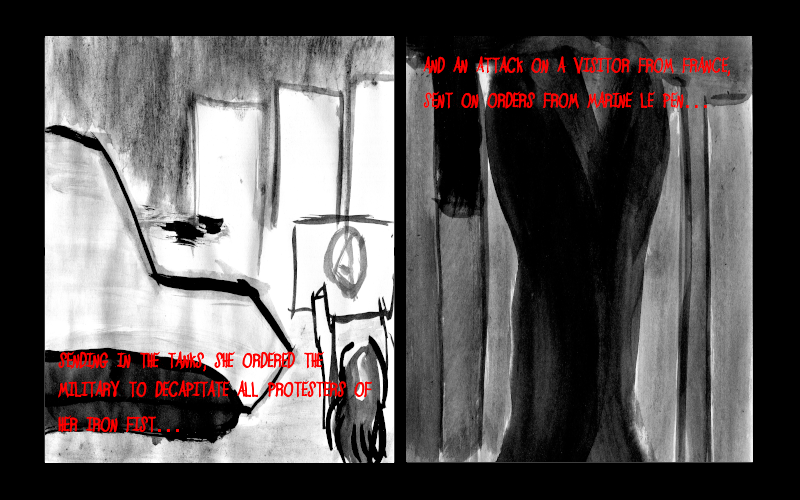 SENDING IN THE TANKS, SHE ORDERED THE
MILITARY TO DECAPITATE ALL PROTESTERS OF
HER IRON FIST...
AND AN ATTACK ON A VISITOR FROM FRANCE,
SENT ON ORDERS FROM MARINE LE PEN...